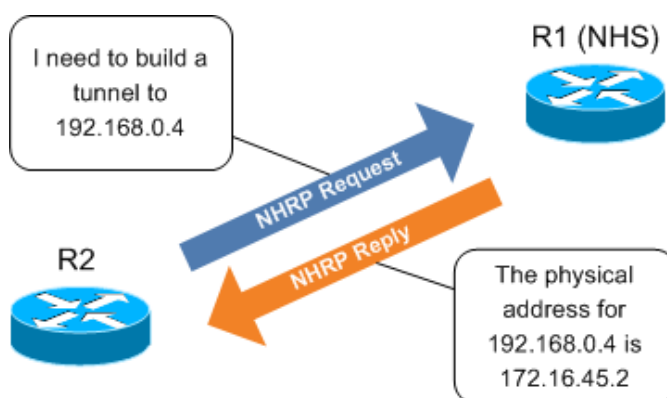 I need to build a
tunnel to
192.168.0.4
R1 (NHS)
NHRP Request
NHRP Reply
R2
The physical
address for
192.168.0.4 is
172.16.45.2